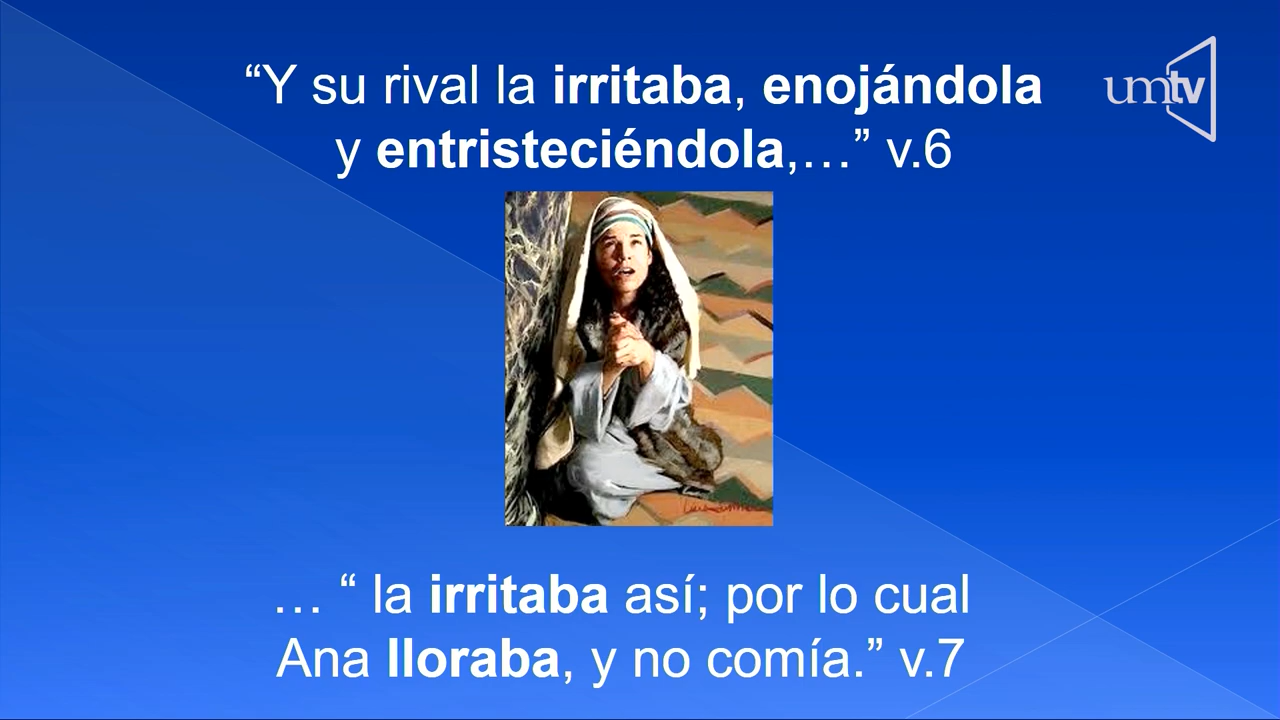 “Y su rival la irritaba, enojándola
y entristeciéndola,…” v.6
umtv
… “ la irritaba así; por lo cual
Ana lloraba, y no comía.” v.7